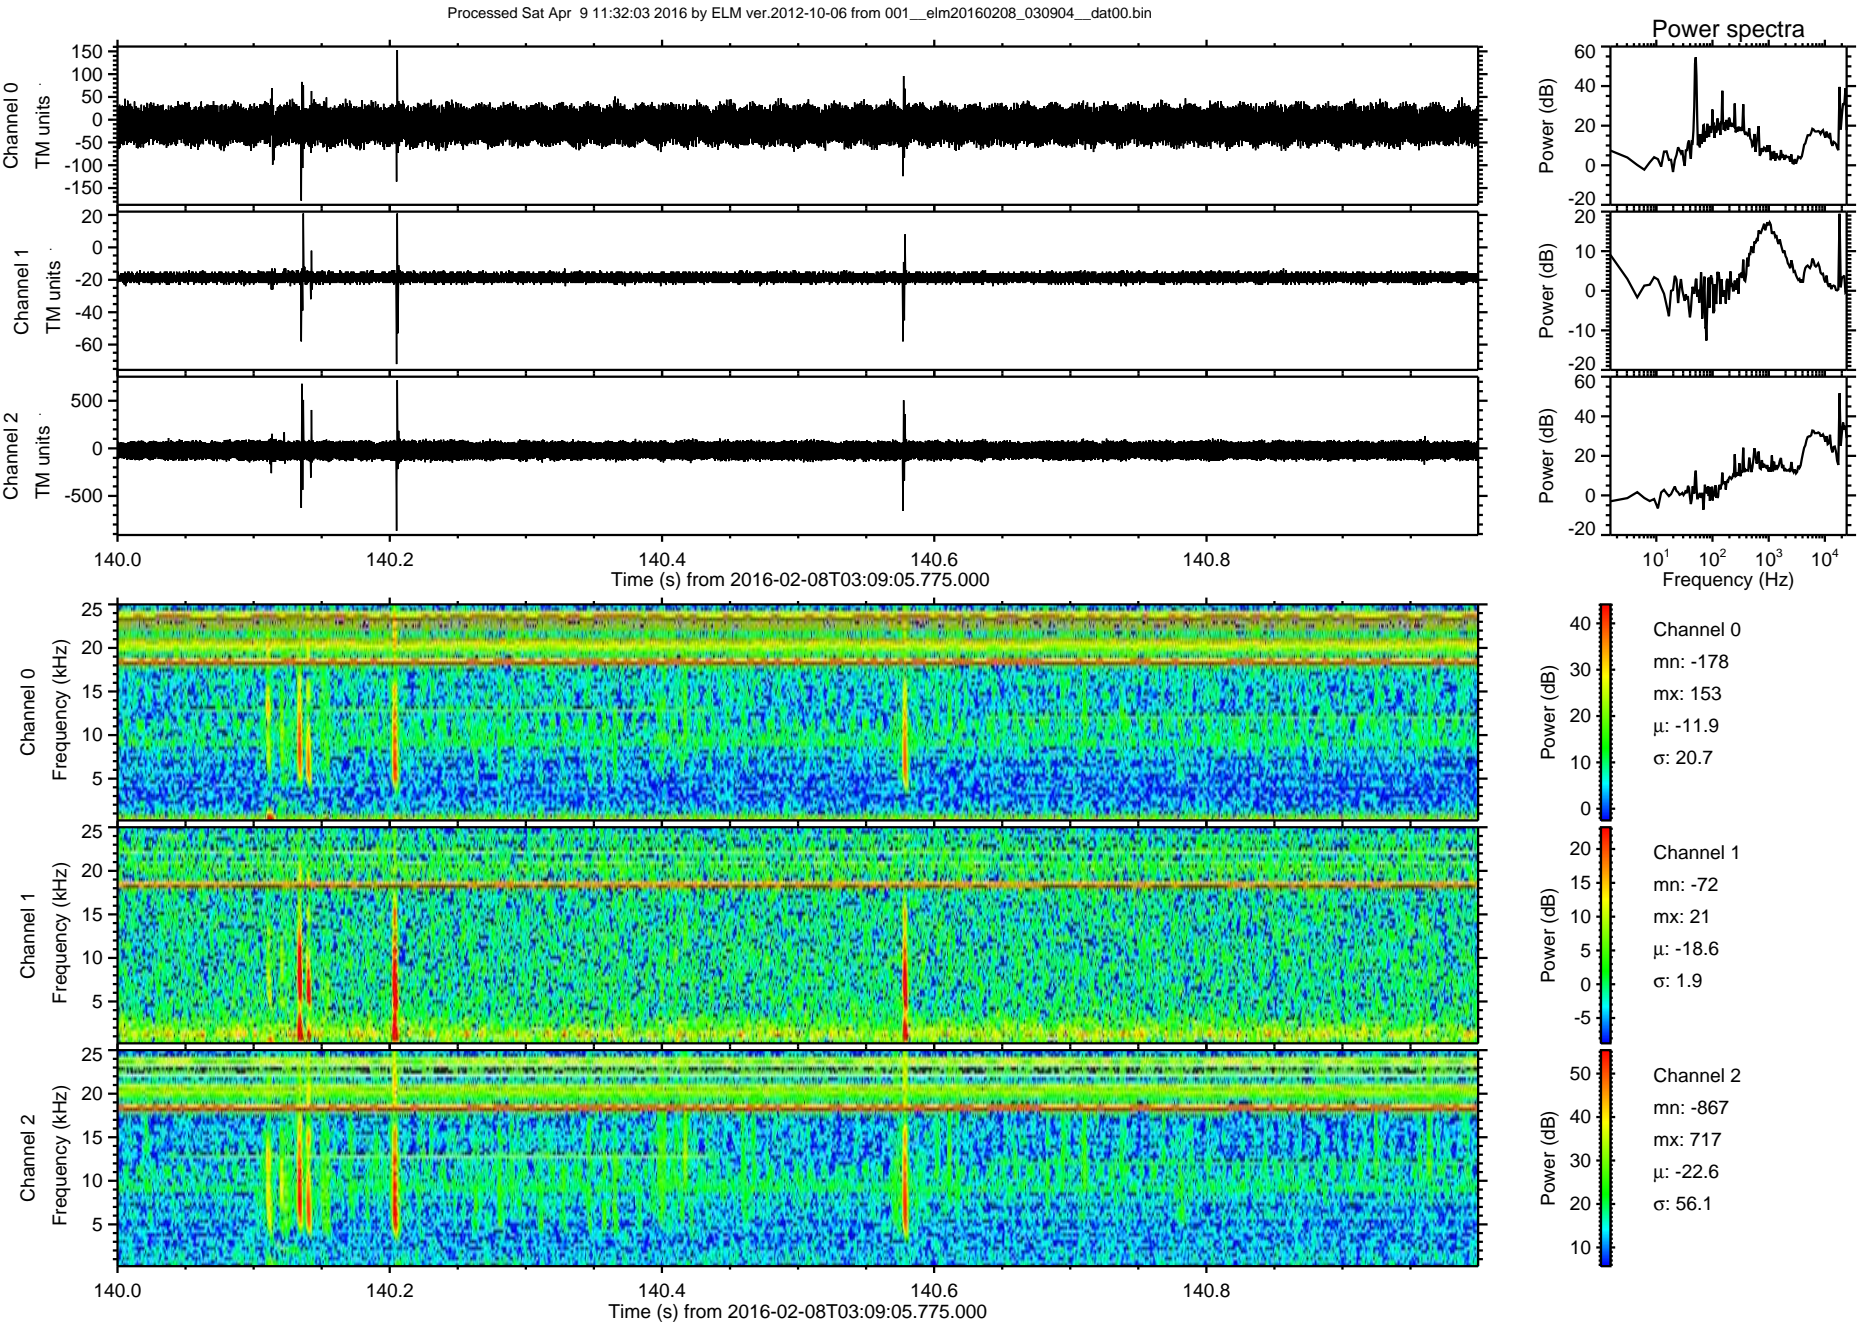 Processed Sat Apr  9 11:32:03 2016 by ELM ver.2012-10-06 from 001__elm20160208_030904__dat00.bin
Power spectra
Channel 0
TM units
150
100
50
0
-50
-100
-150
Power (dB)
60
40
20
0
-20
Channel 1
TM units
20
0
-20
-40
-60
Power (dB)
20
10
0
-10
-20
Channel 2
TM units
500
0
-500
Power (dB)
60
40
20
0
-20
140.0 140.2 140.4 140.6 140.8
Time (s) from 2016-02-08T03:09:05.775.000
10^1 10^2 10^3 10^4
Frequency (Hz)
Channel 0
Frequency (kHz)
25
20
15
10
5
Power (dB)
40
30
20
10
0
Channel 0
mn: -178
mx: 153
μ: -11.9
σ: 20.7
Channel 1
Frequency (kHz)
25
20
15
10
5
Power (dB)
20
15
10
5
0
-5
Channel 1
mn: -72
mx: 21
μ: -18.6
σ: 1.9
Channel 2
Frequency (kHz)
25
20
15
10
5
Power (dB)
50
40
30
20
10
Channel 2
mn: -867
mx: 717
μ: -22.6
σ: 56.1
140.0 140.2 140.4 140.6 140.8
Time (s) from 2016-02-08T03:09:05.775.000